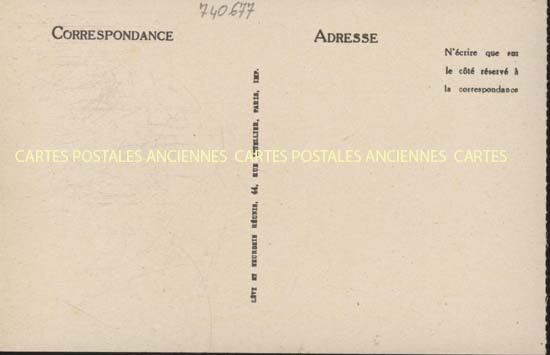 740677
CORRESPONDANCE
ADRESSE
N'écrire que sur
le côté réservé à
la correspondance
CARTES POSTALES ANCIENNES CARTES POSTALES ANCIENNES CARTES
LÉVY ET NEURDEIN RÉUNIS, 44, RUE LETELLIER, PARIS, IMP.